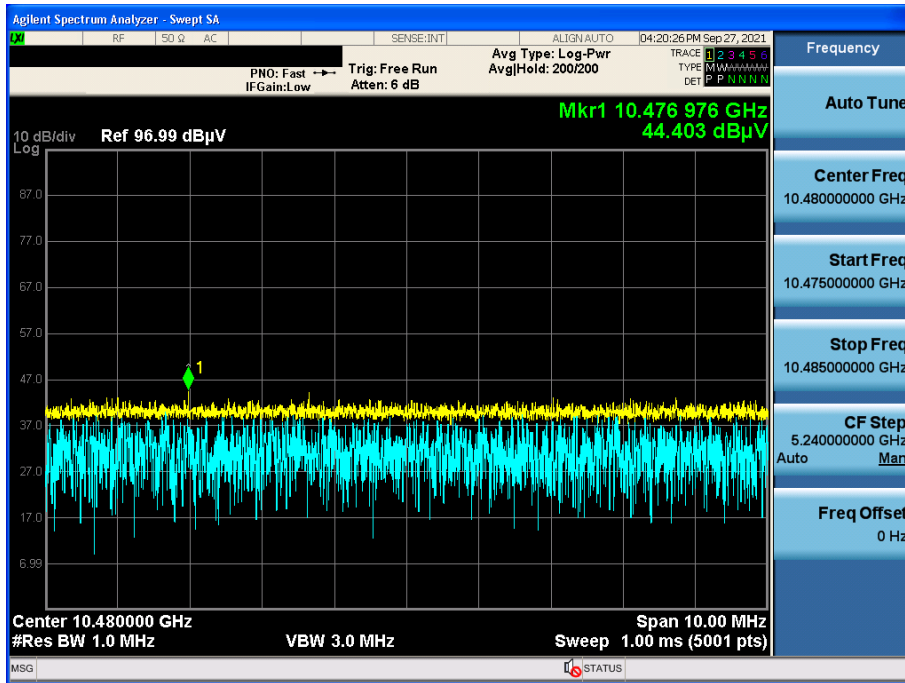 Agilent Spectrum Analyzer - Swept SA
LXI RF 50 Ω AC SENSE:INT ALIGN AUTO 04:20:26 PM Sep 27, 2021
Frequency
Avg Type: Log-Pwr
TRACE 1 2 3 4 5 6
PNO: Fast Trig: Free Run Avg|Hold: 200/200
TYPE M W W W W W
IFGain:Low Atten: 6 dB
DET P P N N N N
Auto Tune
Mkr1 10.476 976 GHz
44.403 dBµV
10 dB/div Ref 96.99 dBµV
Log
87.0
77.0
67.0
57.0
47.0
37.0
27.0
17.0
6.99
1
Center Freq
10.480000000 GHz
Start Freq
10.475000000 GHz
Stop Freq
10.485000000 GHz
CF Step
5.240000000 GHz
Auto Man
Freq Offset
0 Hz
Center 10.480000 GHz Span 10.00 MHz
#Res BW 1.0 MHz VBW 3.0 MHz Sweep 1.00 ms (5001 pts)
MSG STATUS